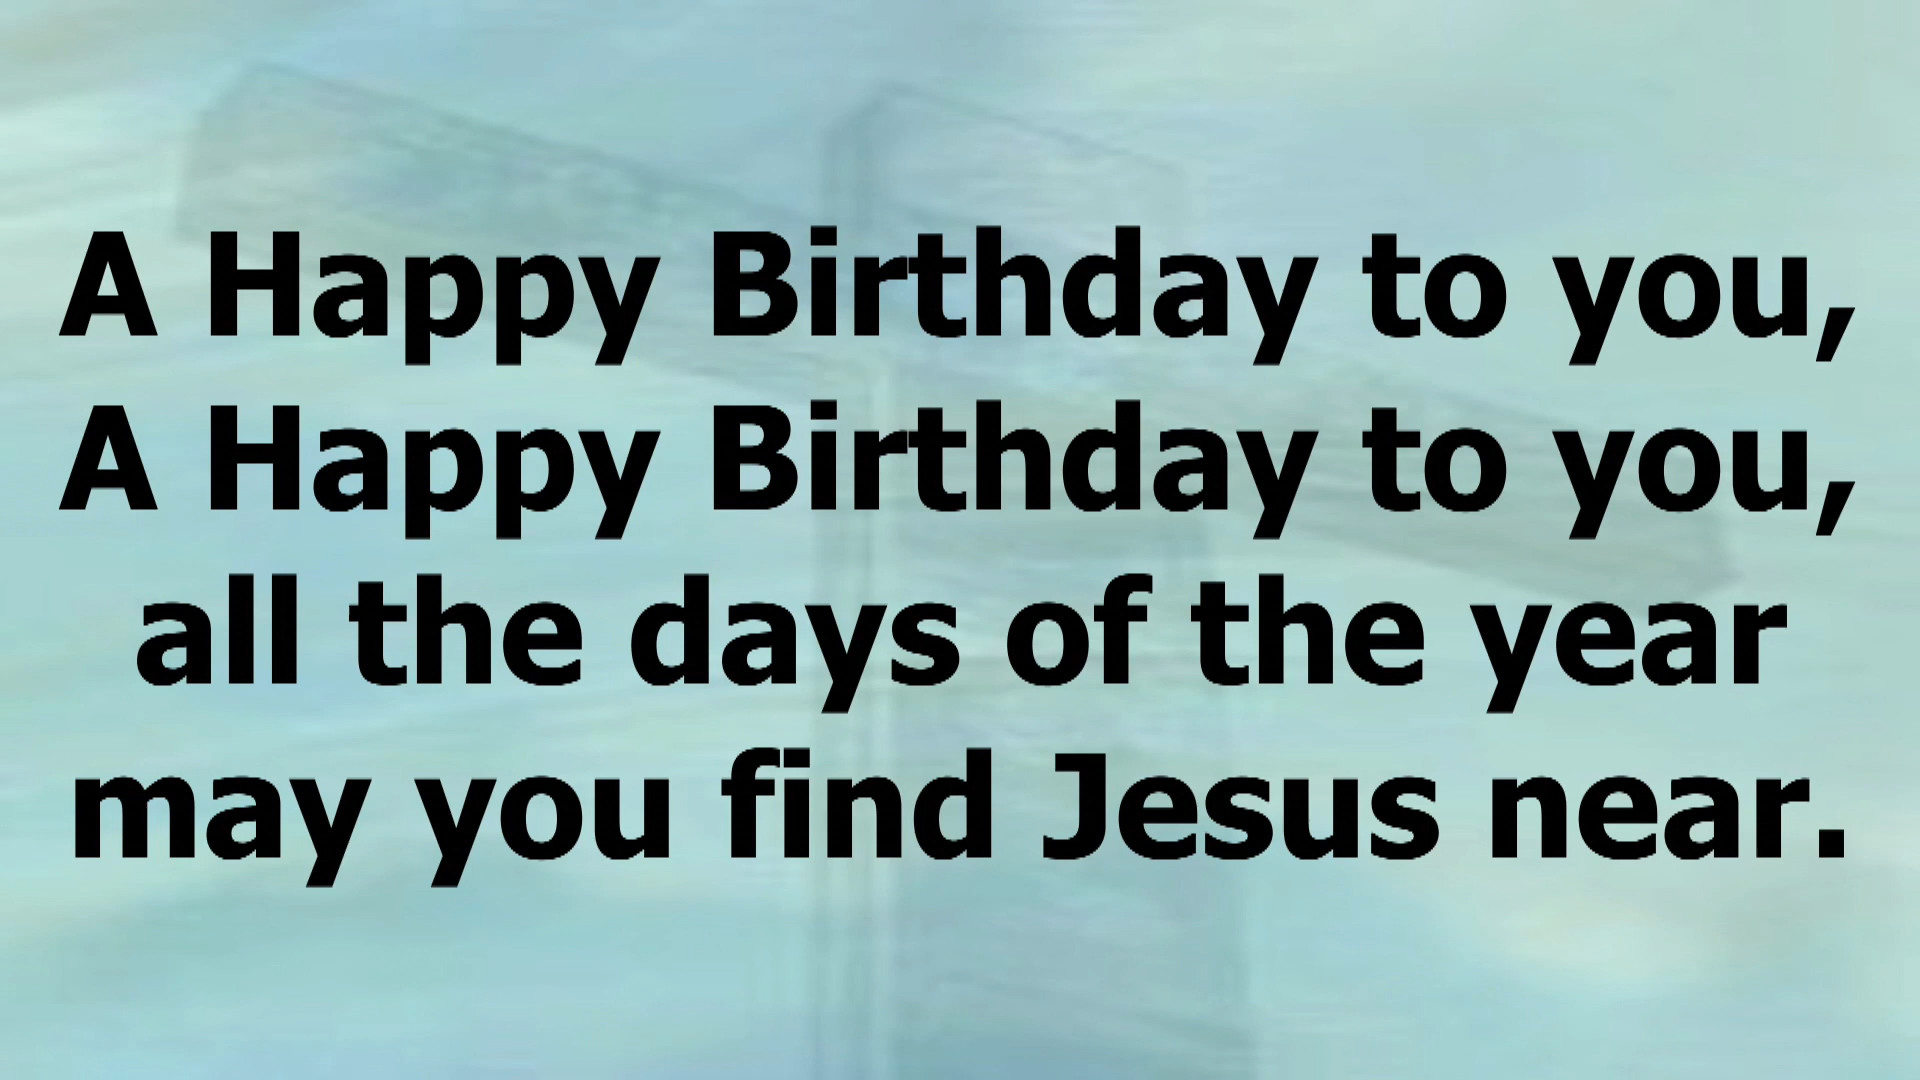 A Happy Birthday to you,
A Happy Birthday to you,
all the days of the year
may you find Jesus near.